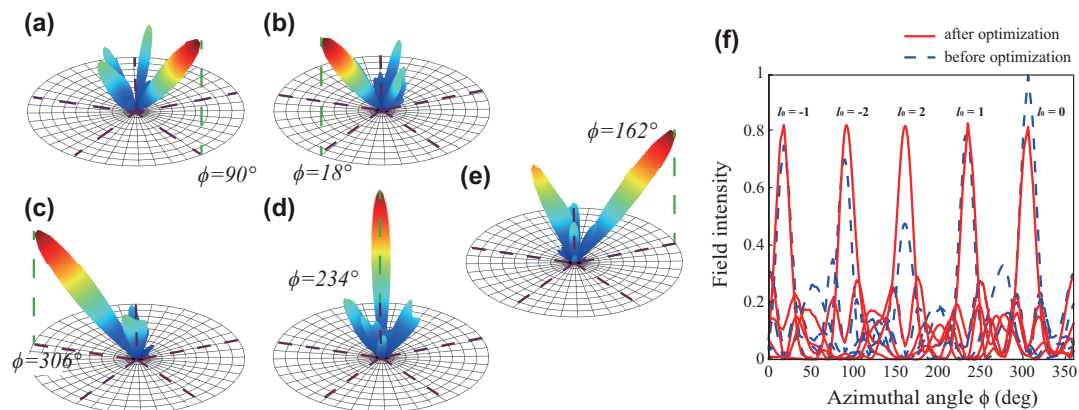 (a)
ϕ=90°
(b)
ϕ=18°
(c)
ϕ=306°
(d)
ϕ=234°
(e)
ϕ=162°
(f)
after optimization
before optimization
l₀ = -1 l₀ = -2 l₀ = 2 l₀ = 1 l₀ = 0
Field intensity
1
0.8
0.6
0.4
0.2
0
0 50 100 150 200 250 300 350
Azimuthal angle ϕ (deg)